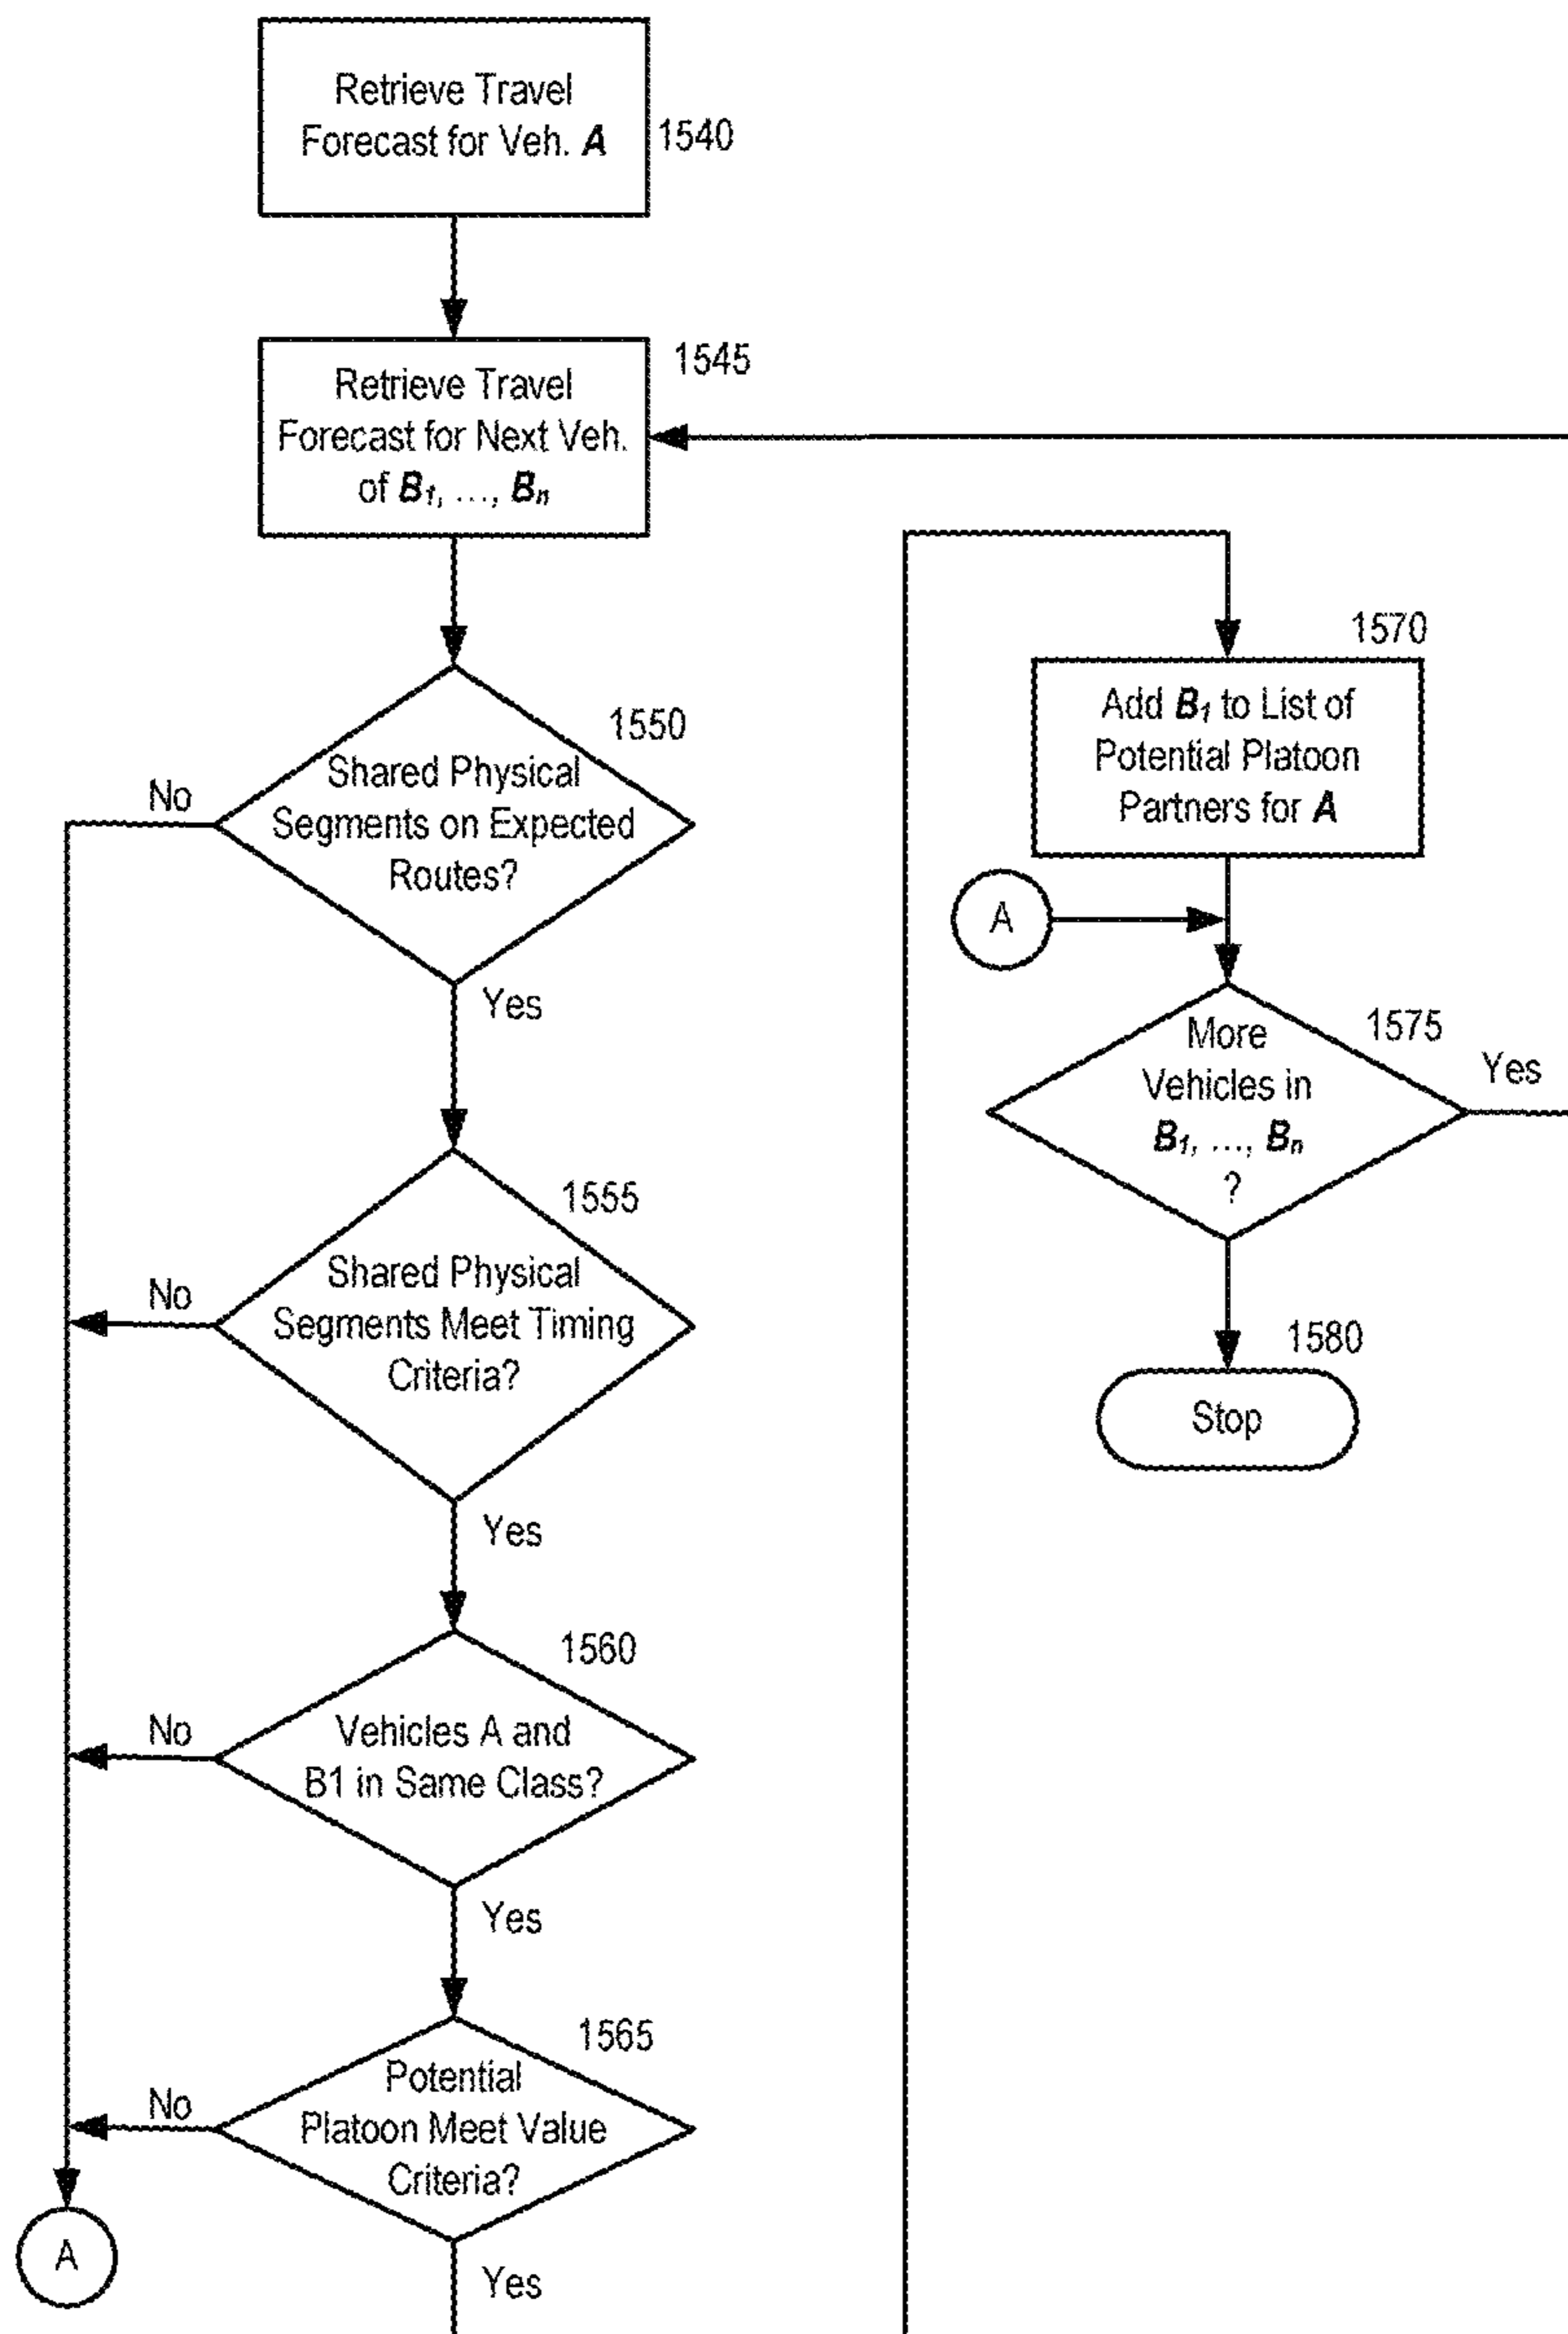 Retrieve Travel
Forecast for Veh. A
1540
1545
Retrieve Travel
Forecast for Next Veh.
of B1, ..., Bn
1550
Shared Physical
Segments on Expected
Routes?
No
Yes
1555
Shared Physical
Segments Meet Timing
Criteria?
No
Yes
1560
Vehicles A and
B1 in Same Class?
No
Yes
1565
Potential
Platoon Meet Value
Criteria?
No
A
Yes
1570
Add B1 to List of
Potential Platoon
Partners for A
A
1575
More
Vehicles in
B1, ..., Bn
?
Yes
1580
Stop